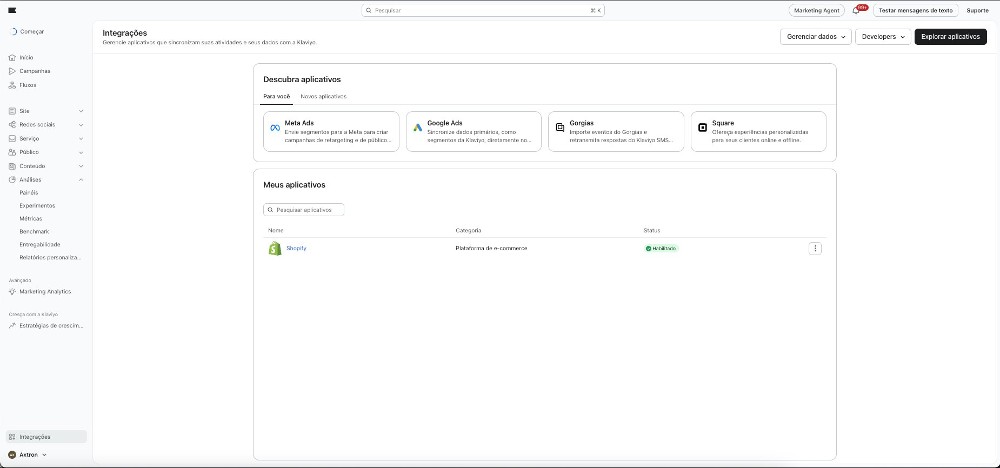 Pesquisar
⌘ K
Marketing Agent
99+
Testar mensagens de texto
Suporte
Começar
Início
Campanhas
Fluxos
Site
Redes sociais
Serviço
Público
Conteúdo
Análises
Painéis
Experimentos
Métricas
Benchmark
Entregabilidade
Relatórios personaliza...
Avançado
Marketing Analytics
Cresça com a Klaviyo
Estratégias de crescim...
Integrações
AX
Axtron
Integrações
Gerencie aplicativos que sincronizam suas atividades e seus dados com a Klaviyo.
Gerenciar dados
Developers
Explorar aplicativos
Descubra aplicativos
Para você
Novos aplicativos
Meta Ads
Envie segmentos para a Meta para criar
campanhas de retargeting e de público...
Google Ads
Sincronize dados primários, como
segmentos da Klaviyo, diretamente no...
Gorgias
Importe eventos do Gorgias e
retransmita respostas do Klaviyo SMS...
Square
Ofereça experiências personalizadas
para seus clientes online e offline.
Meus aplicativos
Pesquisar aplicativos
Nome
Categoria
Status
Shopify
Plataforma de e-commerce
Habilitado